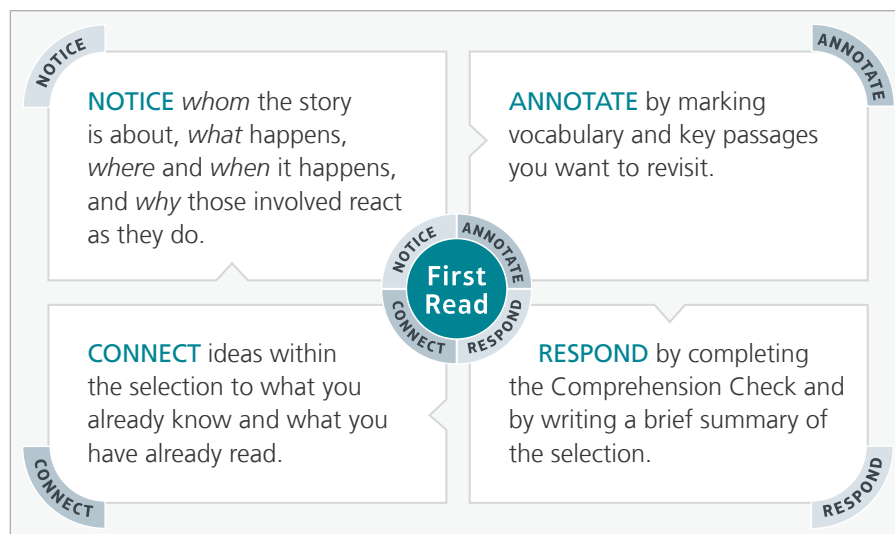 NOTICE
NOTICE whom the story
is about, what happens,
where and when it happens,
and why those involved react
as they do.
ANNOTATE
ANNOTATE by marking
vocabulary and key passages
you want to revisit.
NOTICE
ANNOTATE
First
Read
CONNECT
RESPOND
CONNECT ideas within
the selection to what you
already know and what you
have already read.
CONNECT
RESPOND by completing
the Comprehension Check and
by writing a brief summary of
the selection.
RESPOND